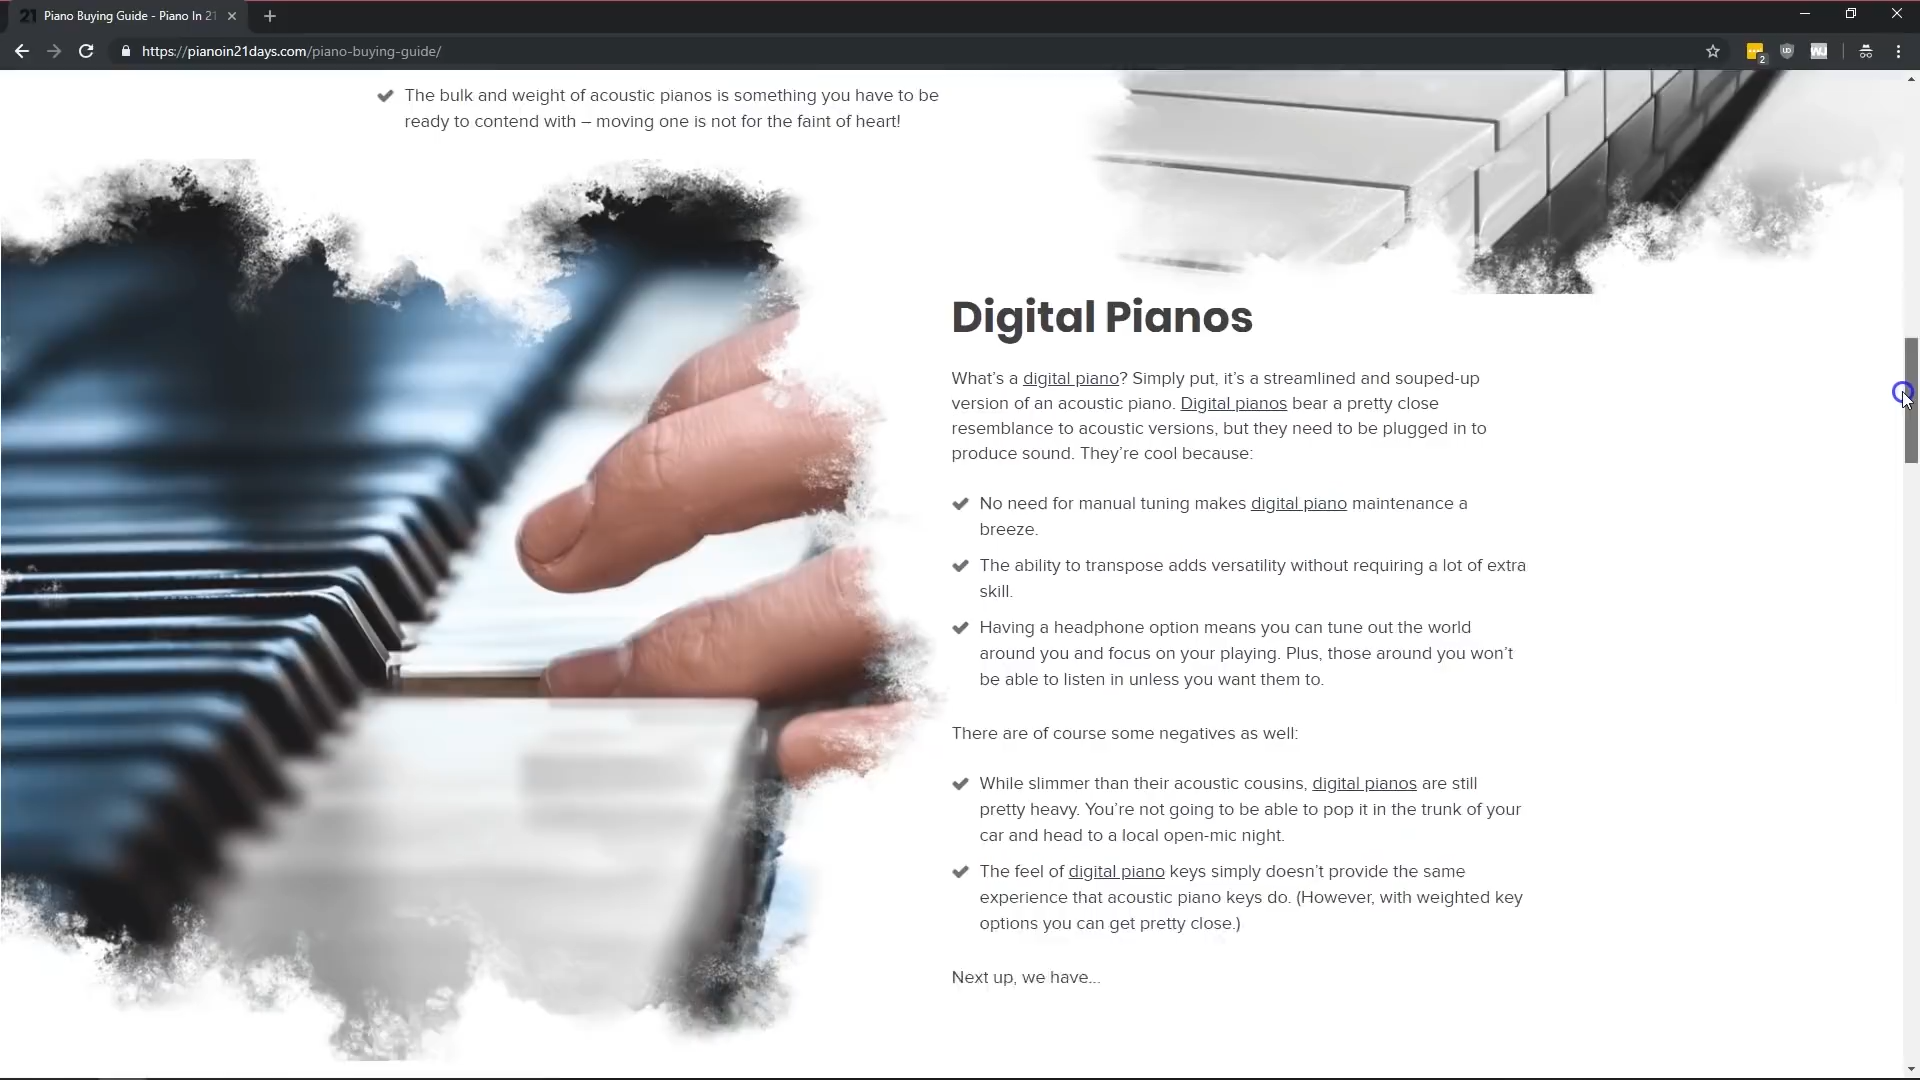 Piano Buying Guide - Piano In 21
https://pianoin21days.com/piano-buying-guide/
2
The bulk and weight of acoustic pianos is something you have to be
ready to contend with – moving one is not for the faint of heart!
Digital Pianos
What's a digital piano? Simply put, it's a streamlined and souped-up
version of an acoustic piano. Digital pianos bear a pretty close
resemblance to acoustic versions, but they need to be plugged in to
produce sound. They're cool because:
No need for manual tuning makes digital piano maintenance a
breeze.
The ability to transpose adds versatility without requiring a lot of extra
skill.
Having a headphone option means you can tune out the world
around you and focus on your playing. Plus, those around you won't
be able to listen in unless you want them to.
There are of course some negatives as well:
While slimmer than their acoustic cousins, digital pianos are still
pretty heavy. You're not going to be able to pop it in the trunk of your
car and head to a local open-mic night.
The feel of digital piano keys simply doesn't provide the same
experience that acoustic piano keys do. (However, with weighted key
options you can get pretty close.)
Next up, we have...